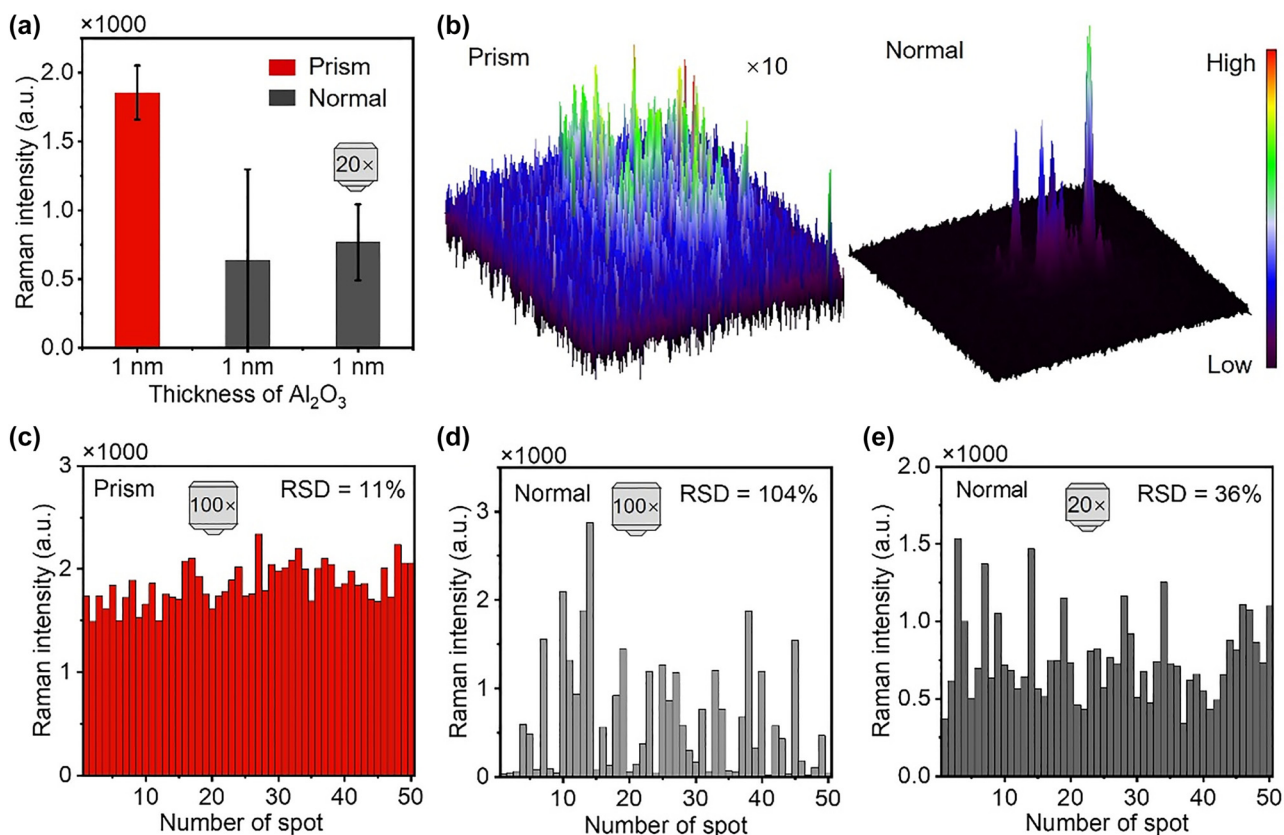 (a)
×1000
Raman intensity (a.u.)
2.0
1.5
1.0
0.5
0.0
Prism
Normal
20×
1 nm 1 nm 1 nm
Thickness of Al₂O₃
(b)
Prism
×10
Normal
High
Low
(c)
×1000
Raman intensity (a.u.)
3
2
1
0
Prism
100×
RSD = 11%
10 20 30 40 50
Number of spot
(d)
×1000
Raman intensity (a.u.)
3
2
1
0
Normal
100×
RSD = 104%
10 20 30 40 50
Number of spot
(e)
×1000
Raman intensity (a.u.)
2.0
1.5
1.0
0.5
0.0
Normal
20×
RSD = 36%
10 20 30 40 50
Number of spot